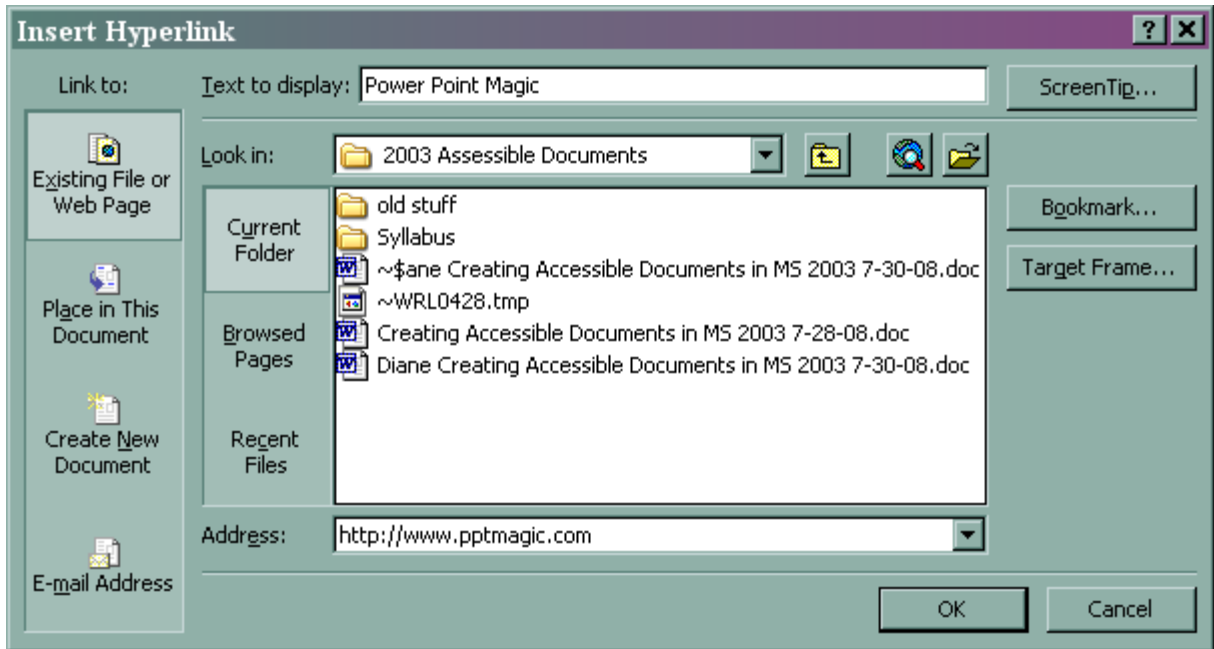 Insert Hyperlink
Link to:
Text to display: Power Point Magic
ScreenTip...
Existing File or
Web Page
Look in: 2003 Assessible Documents
Place in This
Document
Create New
Document
E-mail Address
Current
Folder
Browsed
Pages
Recent
Files
old stuff
Syllabus
~$ane Creating Accessible Documents in MS 2003 7-30-08.doc
~WRL0428.tmp
Creating Accessible Documents in MS 2003 7-28-08.doc
Diane Creating Accessible Documents in MS 2003 7-30-08.doc
Bookmark...
Target Frame...
Address: http://www.pptmagic.com
OK
Cancel